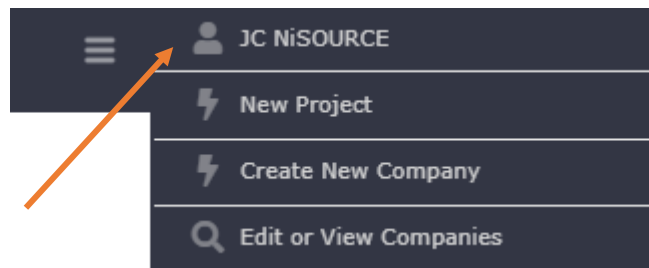 JC NiSOURCE
New Project
Create New Company
Edit or View Companies